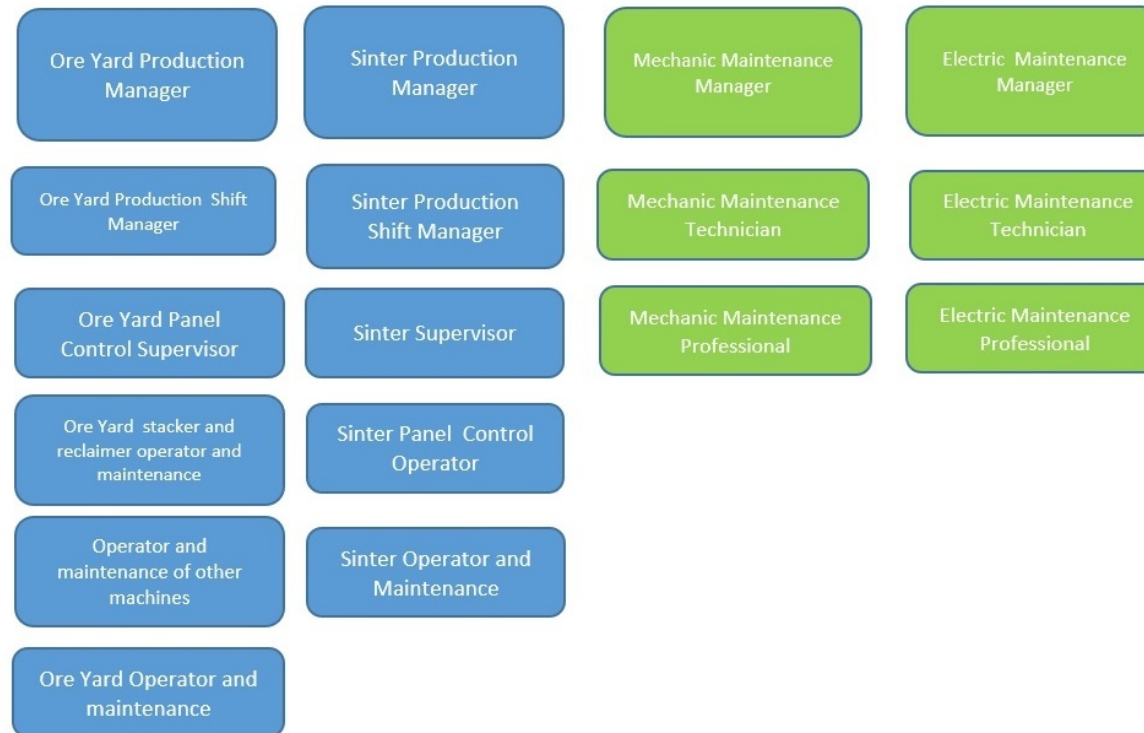 Ore Yard Production
Manager
Sinter Production
Manager
Mechanic Maintenance
Manager
Electric Maintenance
Manager
Ore Yard Production Shift
Manager
Sinter Production
Shift Manager
Mechanic Maintenance
Technician
Electric Maintenance
Technician
Ore Yard Panel
Control Supervisor
Sinter Supervisor
Mechanic Maintenance
Professional
Electric Maintenance
Professional
Ore Yard stacker and
reclaimer operator and
maintenance
Sinter Panel Control
Operator
Operator and
maintenance of other
machines
Sinter Operator and
Maintenance
Ore Yard Operator and
maintenance